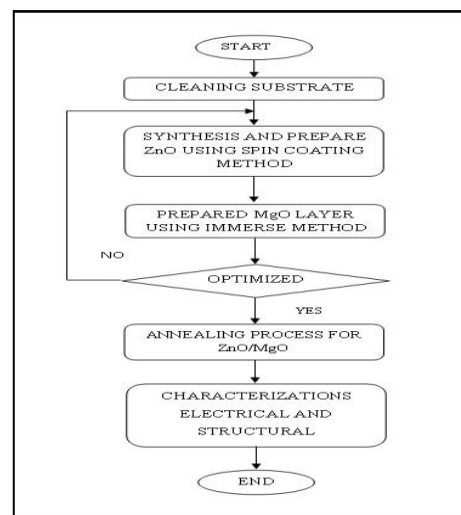 START
CLEANING SUBSTRATE
SYNTHESIS AND PREPARE
ZnO USING SPIN COATING
METHOD
PREPARED MgO LAYER
USING IMMERSE METHOD
NO
OPTIMIZED
YES
ANNEALING PROCESS FOR
ZnO/MgO
CHARACTERIZATIONS
ELECTRICAL AND
STRUCTURAL
END